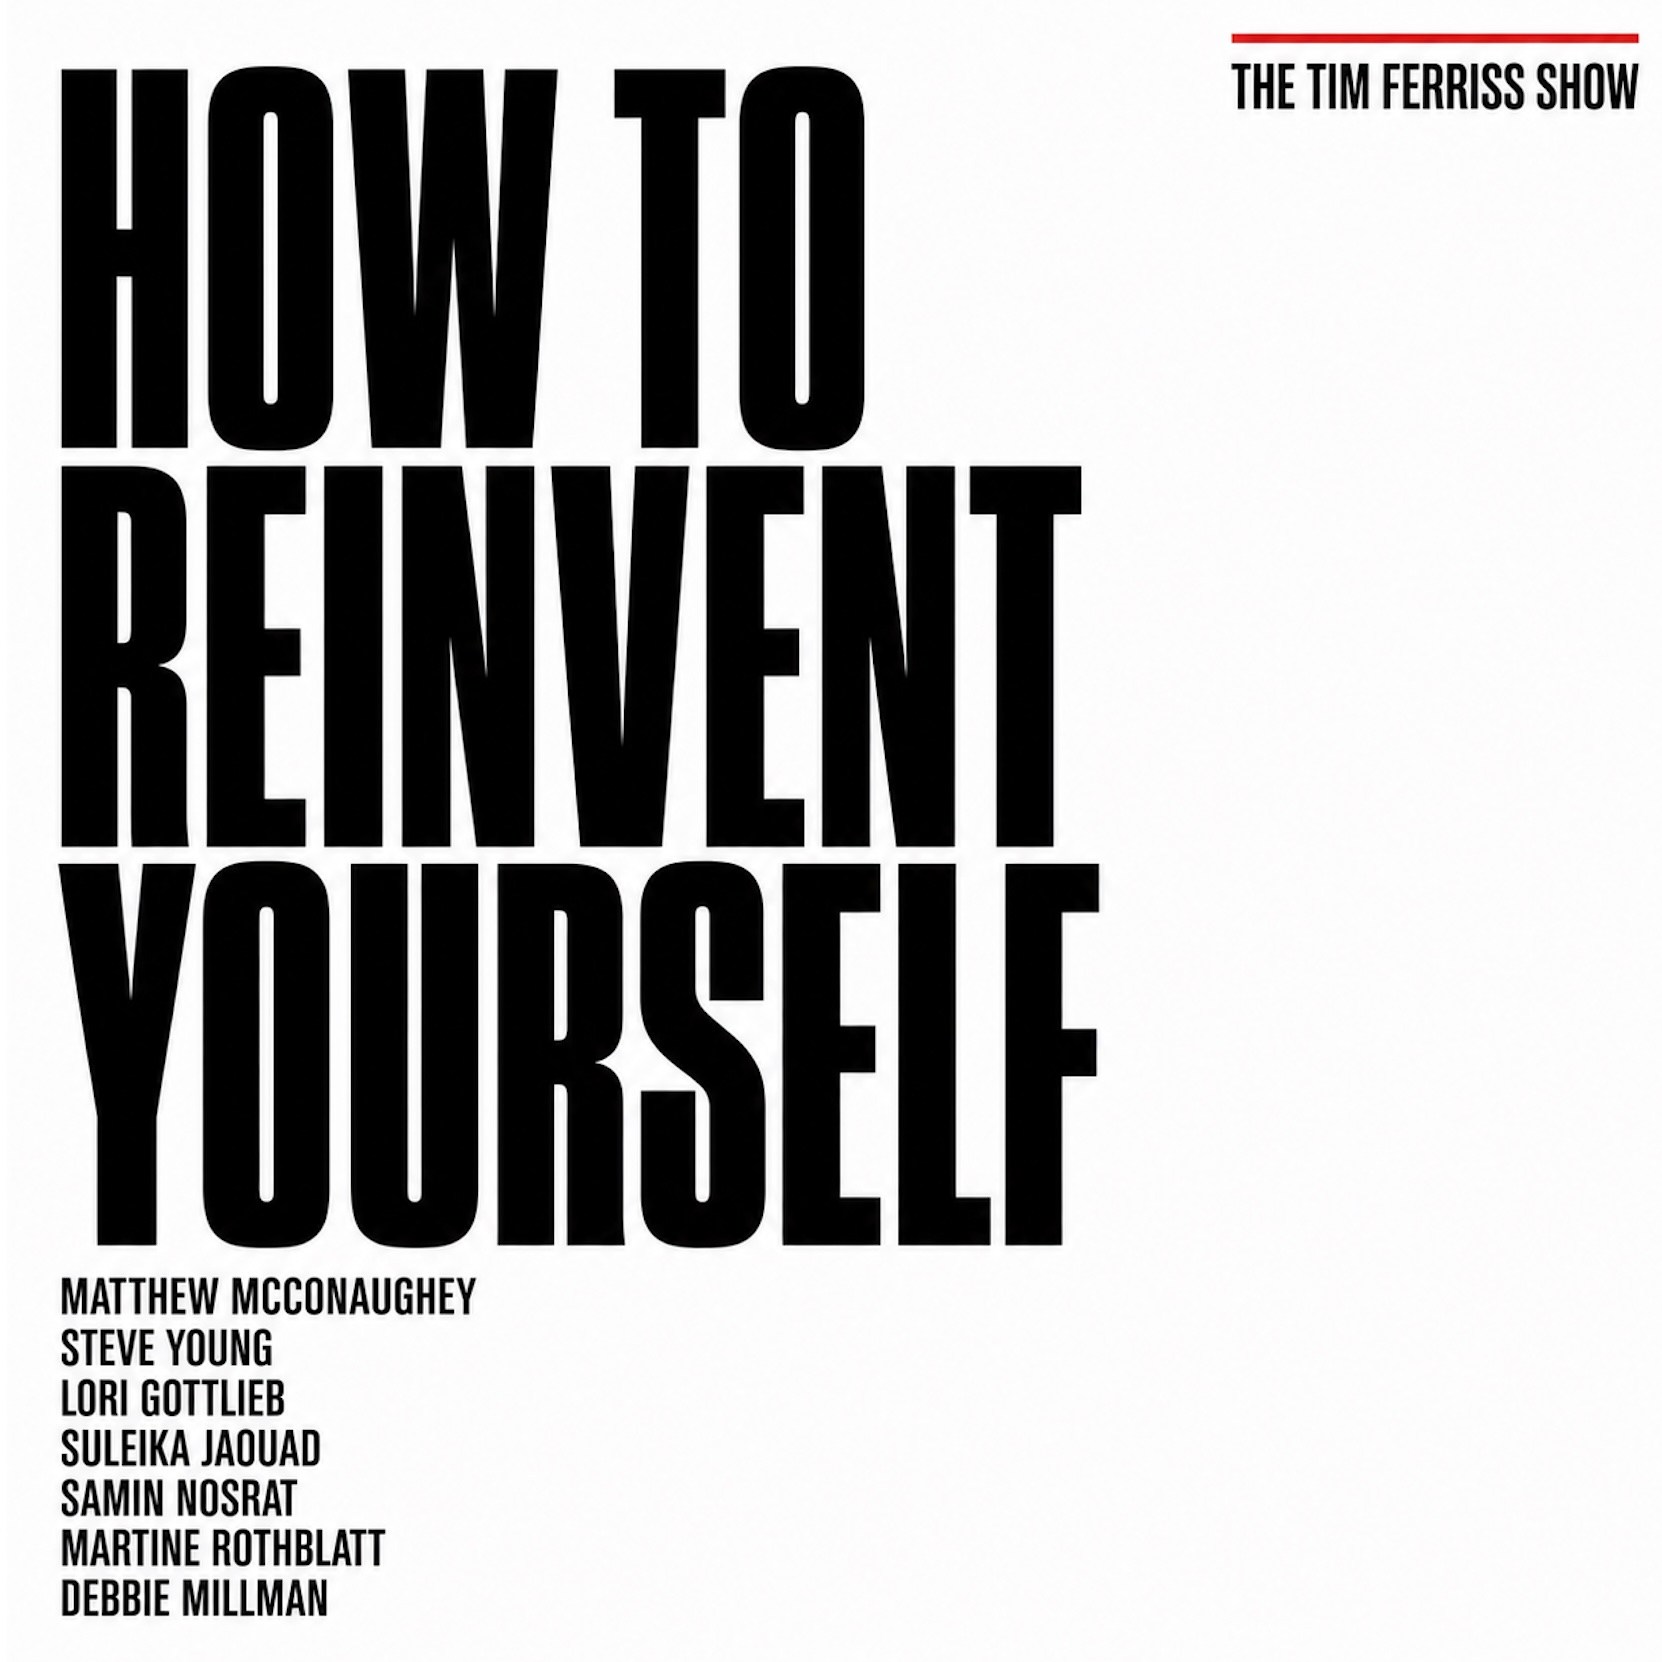 THE TIM FERRISS SHOW
HOW TO
REINVENT
YOURSELF
MATTHEW MCCONAUGHEY
STEVE YOUNG
LORI GOTTLIEB
SULEIKA JAOUAD
SAMIN NOSRAT
MARTINE ROTHBLATT
DEBBIE MILLMAN